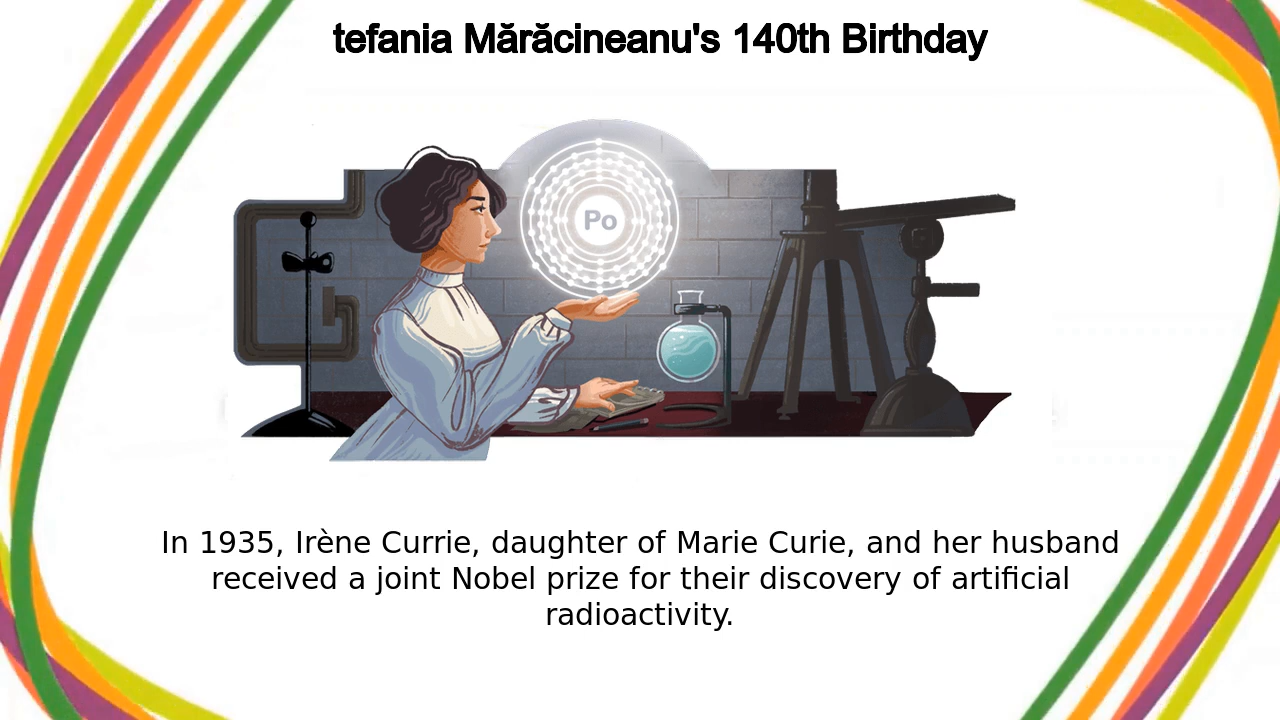 tefania Mărăcineanu's 140th Birthday
Po
In 1935, Irène Currie, daughter of Marie Curie, and her husband
received a joint Nobel prize for their discovery of artificial
radioactivity.